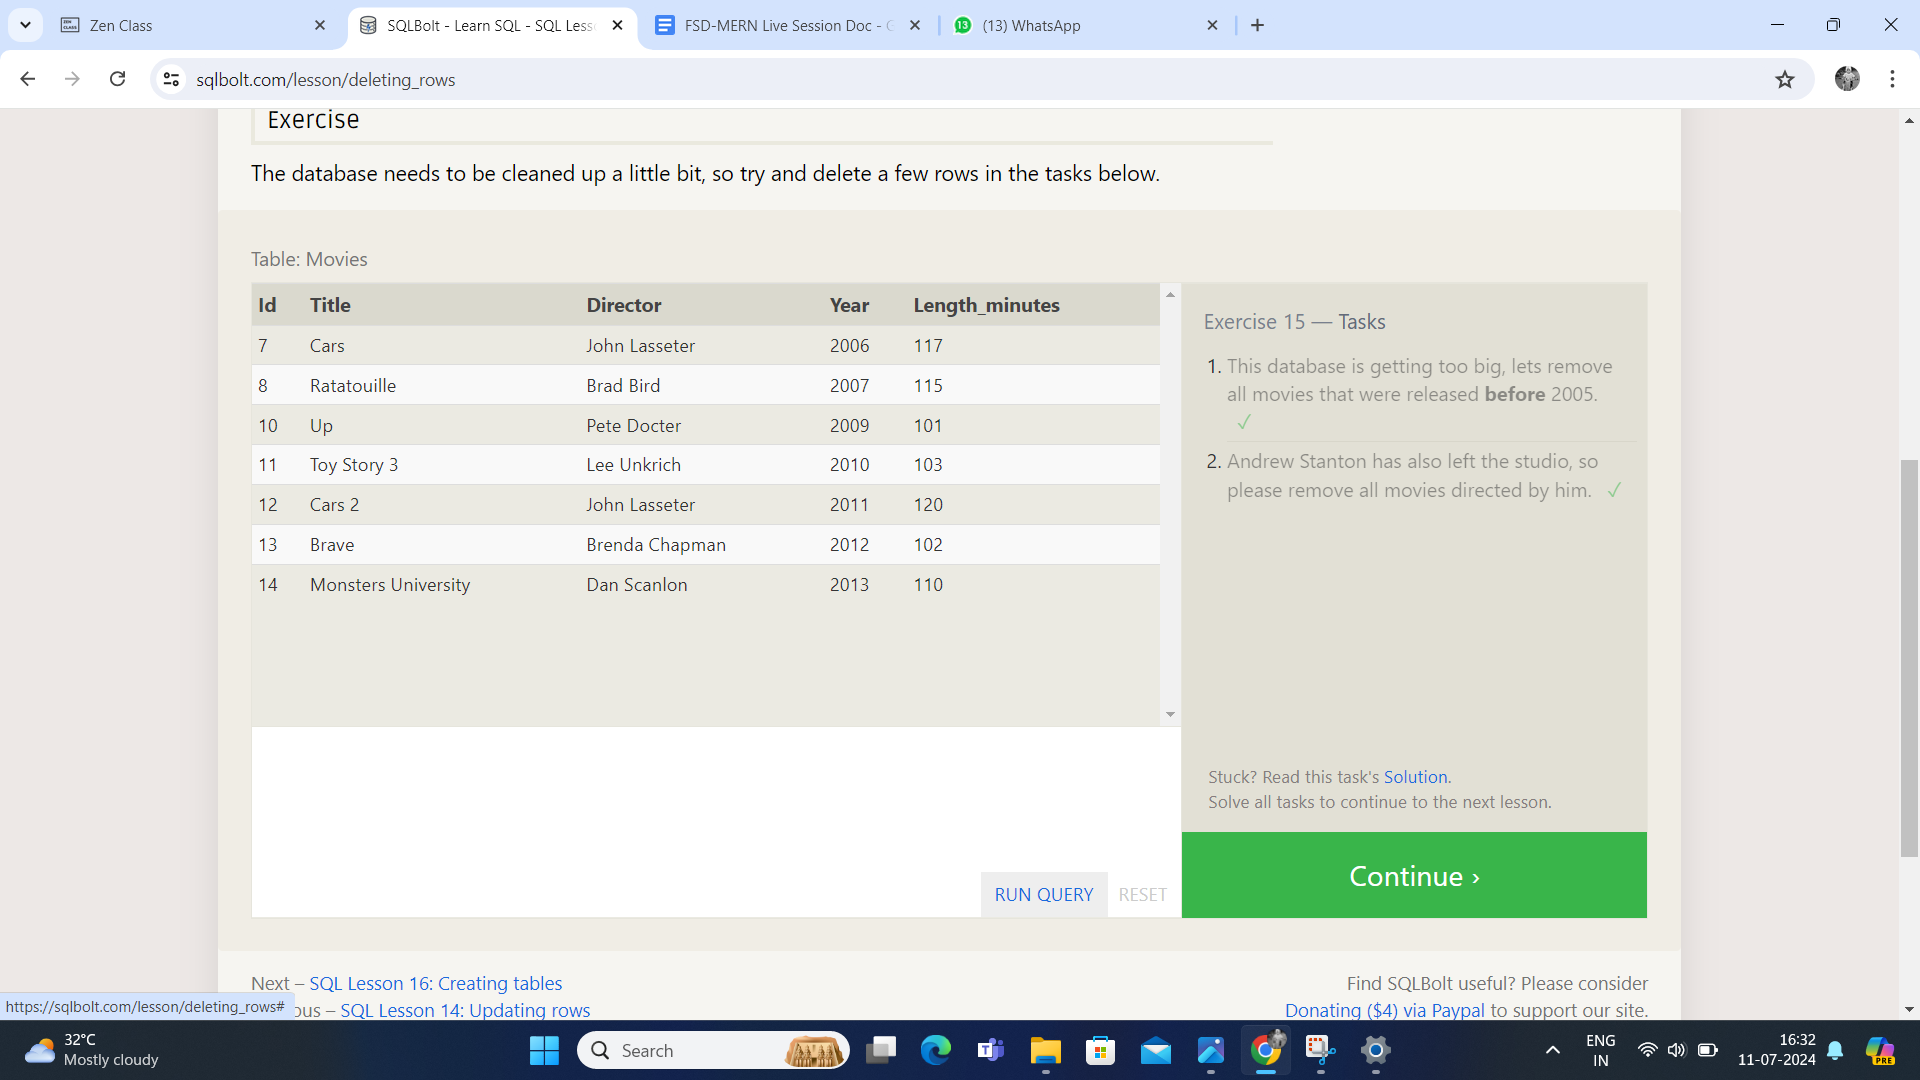 Zen Class
SQLBolt - Learn SQL - SQL Less
FSD-MERN Live Session Doc - G
13
(13) WhatsApp
sqlbolt.com/lesson/deleting_rows
Exercise
The database needs to be cleaned up a little bit, so try and delete a few rows in the tasks below.
Table: Movies
Id Title Director Year Length_minutes
7 Cars John Lasseter 2006 117
8 Ratatouille Brad Bird 2007 115
10 Up Pete Docter 2009 101
11 Toy Story 3 Lee Unkrich 2010 103
12 Cars 2 John Lasseter 2011 120
13 Brave Brenda Chapman 2012 102
14 Monsters University Dan Scanlon 2013 110
Exercise 15 — Tasks
1. This database is getting too big, lets remove
all movies that were released before 2005.
✓
2. Andrew Stanton has also left the studio, so
please remove all movies directed by him. ✓
Stuck? Read this task's Solution.
Solve all tasks to continue to the next lesson.
RUN QUERY RESET
Continue ›
Next – SQL Lesson 16: Creating tables
ous – SQL Lesson 14: Updating rows
Find SQLBolt useful? Please consider
Donating ($4) via Paypal to support our site.
https://sqlbolt.com/lesson/deleting_rows#
32°C
Mostly cloudy
Search
ENG
IN
16:32
11-07-2024
PRE